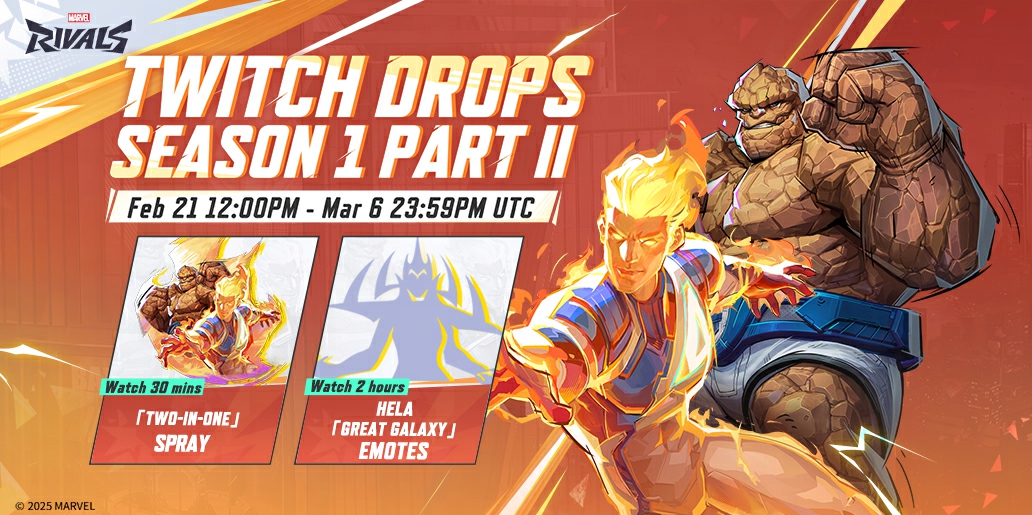 MARVEL
RIVALS
TWITCH DROPS
SEASON 1 PART II
Feb 21 12:00PM - Mar 6 23:59PM UTC
Watch 30 mins
「TWO-IN-ONE」
SPRAY
Watch 2 hours
HELA
「GREAT GALAXY」
EMOTES
© 2025 MARVEL